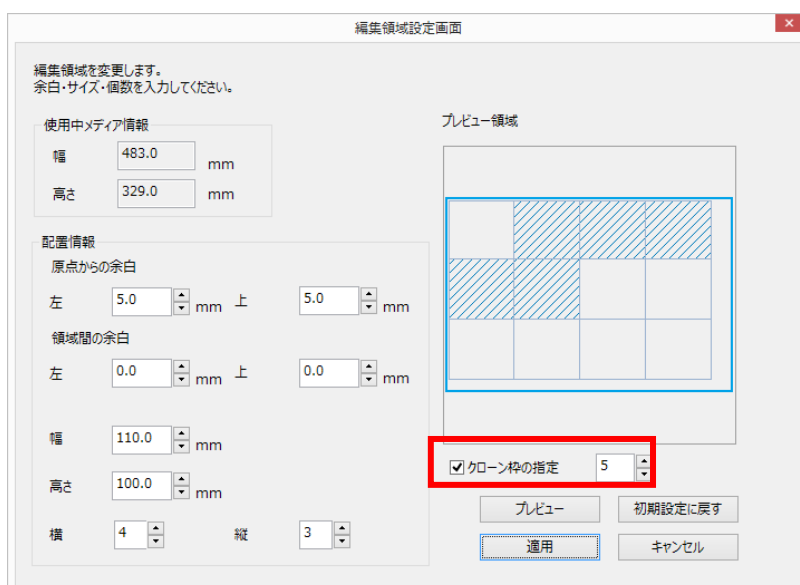 編集領域設定画面
編集領域を変更します。
余白・サイズ・個数を入力してください。
使用中メディア情報
幅 483.0 mm
高さ 329.0 mm
配置情報
原点からの余白
左 5.0 mm 上 5.0 mm
領域間の余白
左 0.0 mm 上 0.0 mm
幅 110.0 mm
高さ 100.0 mm
横 4 縦 3
プレビュー領域
クローン枠の指定 5
プレビュー 初期設定に戻す
適用 キャンセル